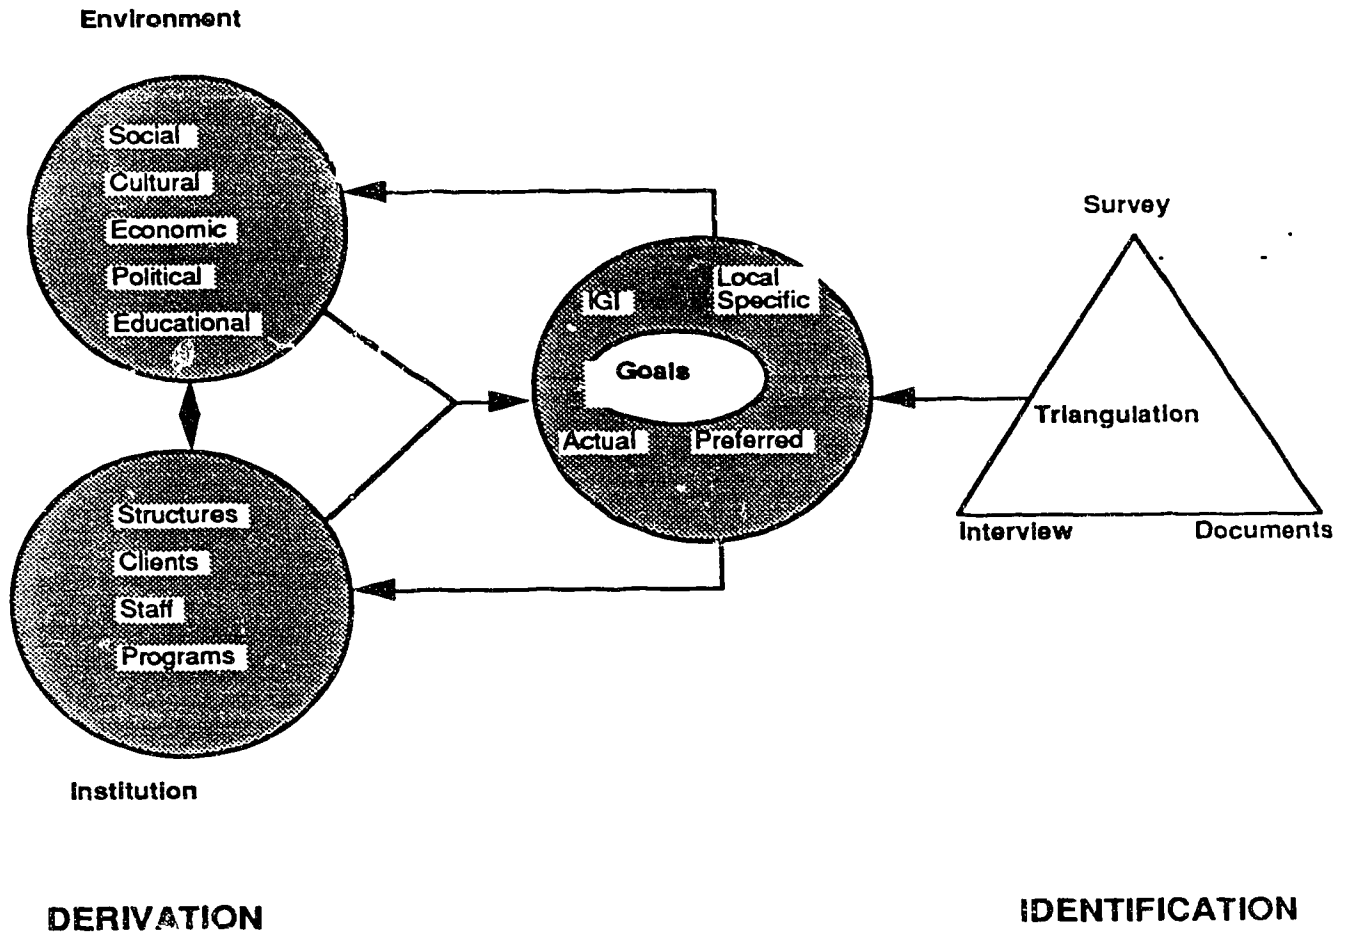 Environment
Social
Cultural
Economic
Political
Educational
Survey
IGI
Local
Specific
Goals
Triangulation
Actual
Preferred
Structures
Clients
Staff
Programs
Interview
Documents
Institution
DERIVATION
IDENTIFICATION